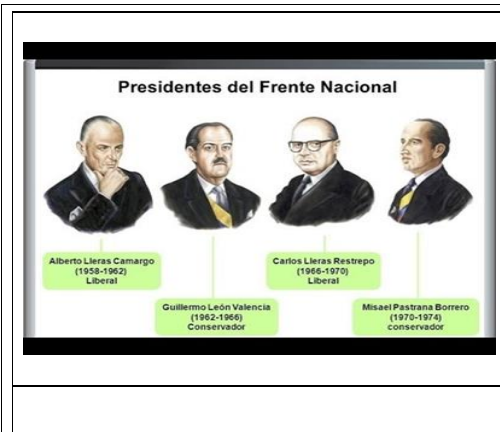 Presidentes del Frente Nacional
Alberto Lleras Camargo
(1958-1962)
Liberal
Guillermo León Valencia
(1962-1966)
Conservador
Carlos Lleras Restrepo
(1966-1970)
Liberal
Misael Pastrana Borrero
(1970-1974)
conservador